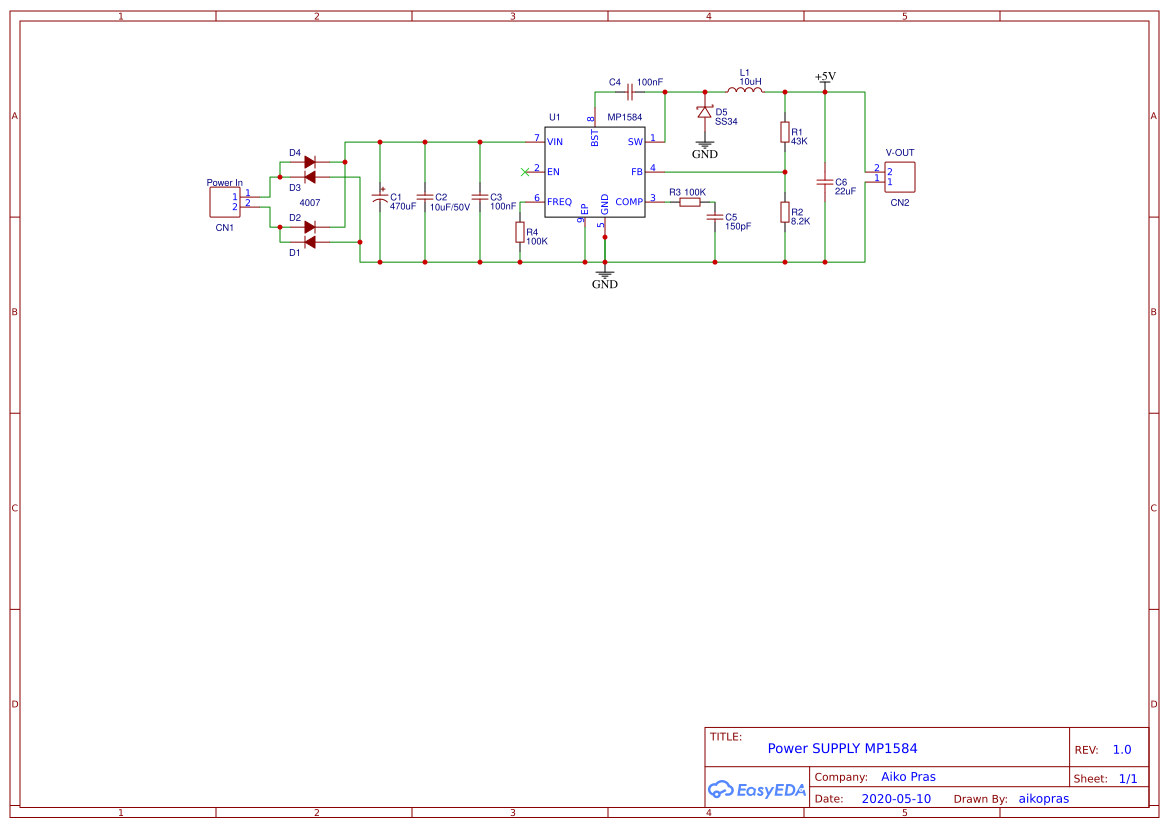 1 2 3 4 5
A A
B B
C C
D D
1 2 3 4 5
Power In
1
2
1
2
CN1
D4
D3
4007
D2
D1
C1
470uF
+
C2
10uF/50V
C3
100nF
R4
100K
C4 100nF
U1 MP1584
7 VIN
2 EN
6 FREQ
8 BST
SW 1
FB 4
COMP 3
9 EP
5 GND
GND
D5
SS34
GND
L1
10uH
+5V
R1
43K
R2
8.2K
R3 100K
C5
150pF
C6
22uF
V-OUT
2 2
1 1
CN2
TITLE:
Power SUPPLY MP1584
REV: 1.0
EasyEDA
Company: Aiko Pras
Sheet: 1/1
Date: 2020-05-10 Drawn By: aikopras